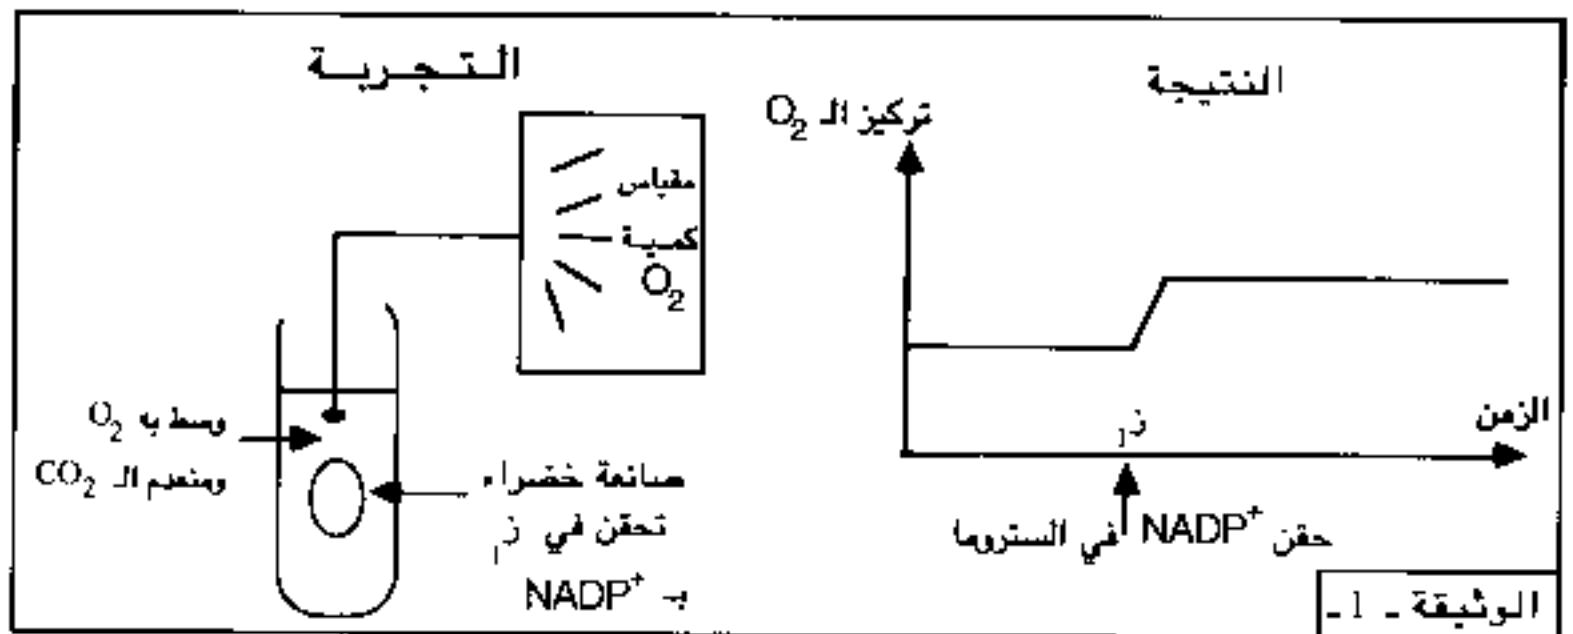 التجربة
النتيجة
تركيز الـ O₂
مقياس
كمية
O₂
وسط به O₂
ومنعدم الـ CO₂
صانعة خضراء
تحقن في ز₁
بـ NADP⁺
الزمن
ز₁
حقن NADP⁺ في الستروما
الوثيقة ـ 1 ـ